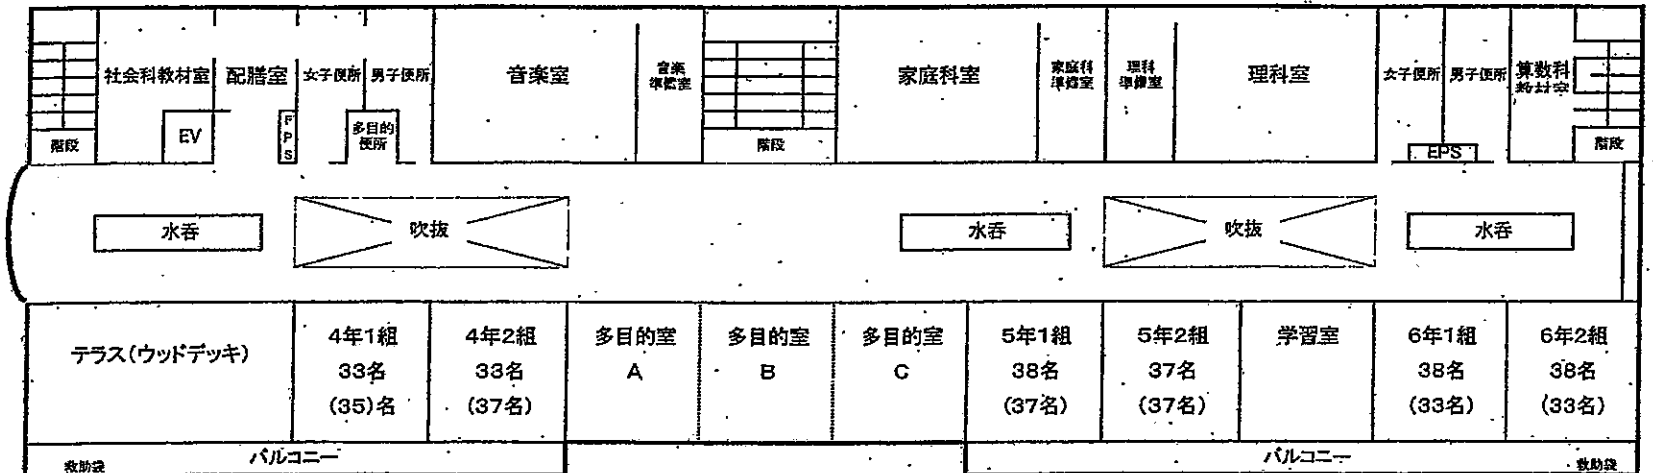 社会科教材室
配膳室
女子便所
男子便所
音楽室
音楽
準備室
家庭科室
家庭科
準備室
理科
準備室
理科室
女子便所
男子便所
算数科
教材室
階段
EV
EPS
多目的
便所
階段
EPS
階段
水呑
吹抜
水呑
吹抜
水呑
テラス(ウッドデッキ)
4年1組
33名
(35)名
4年2組
33名
(37名)
多目的室
A
多目的室
B
多目的室
C
5年1組
38名
(37名)
5年2組
37名
(37名)
学習室
6年1組
38名
(33名)
6年2組
38名
(33名)
救助袋
バルコニー
バルコニー
救助袋